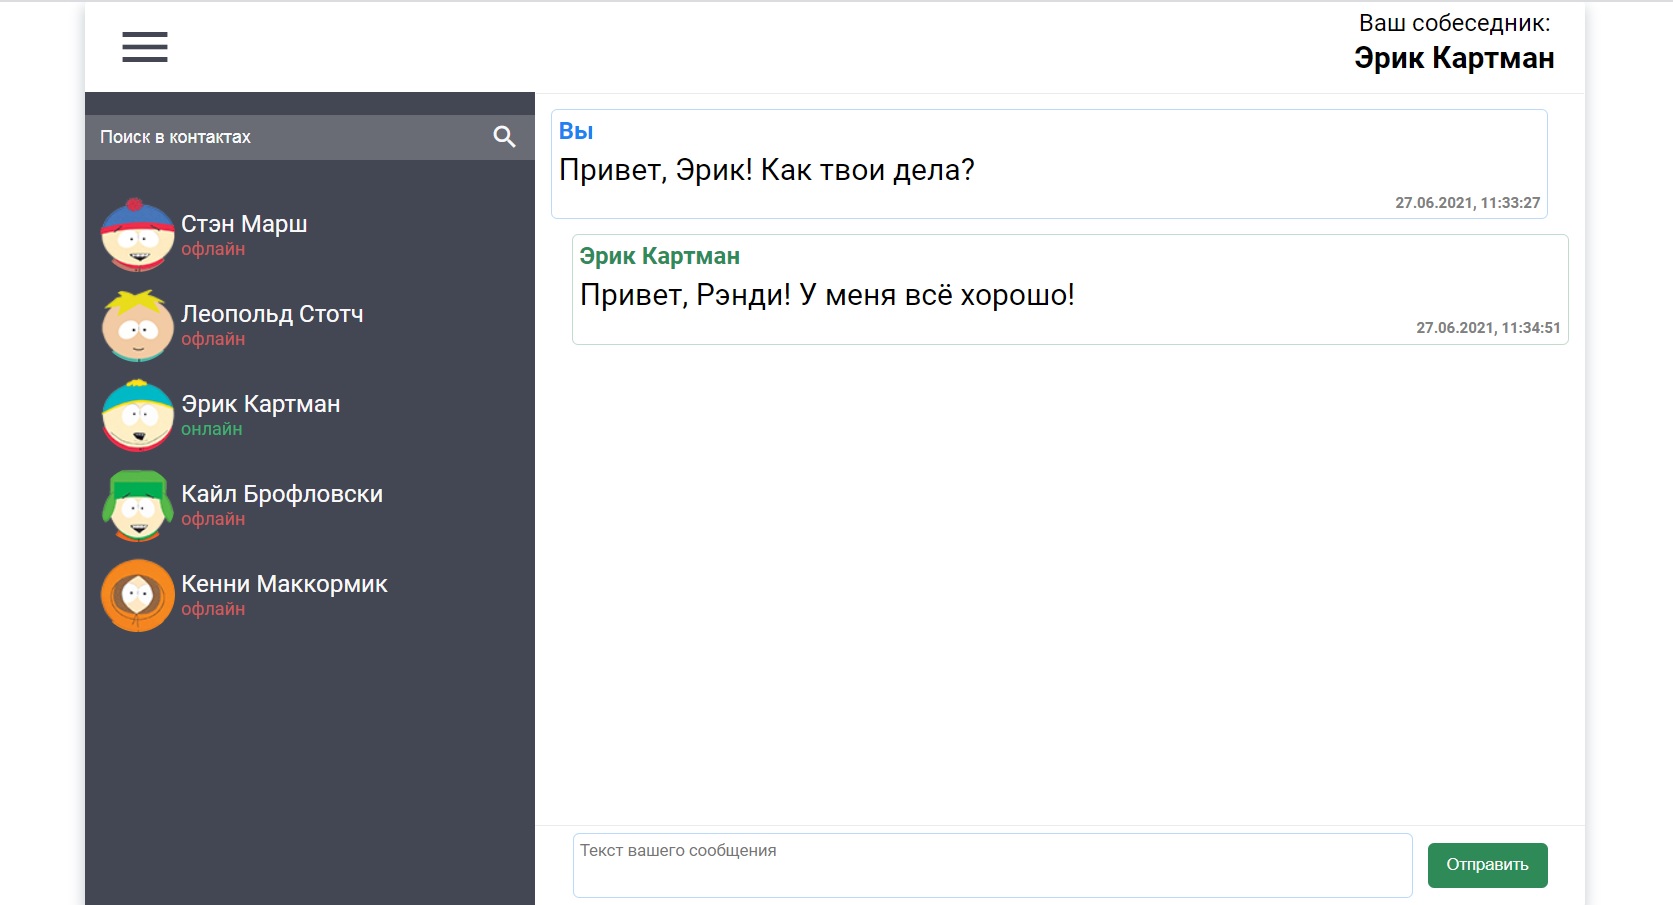 Ваш собеседник:
Эрик Картман
Поиск в контактах
Стэн Марш
офлайн
Леопольд Стотч
офлайн
Эрик Картман
онлайн
Кайл Брофловски
офлайн
Кенни Маккормик
офлайн
Вы
Привет, Эрик! Как твои дела?
27.06.2021, 11:33:27
Эрик Картман
Привет, Рэнди! У меня всё хорошо!
27.06.2021, 11:34:51
Текст вашего сообщения
Отправить